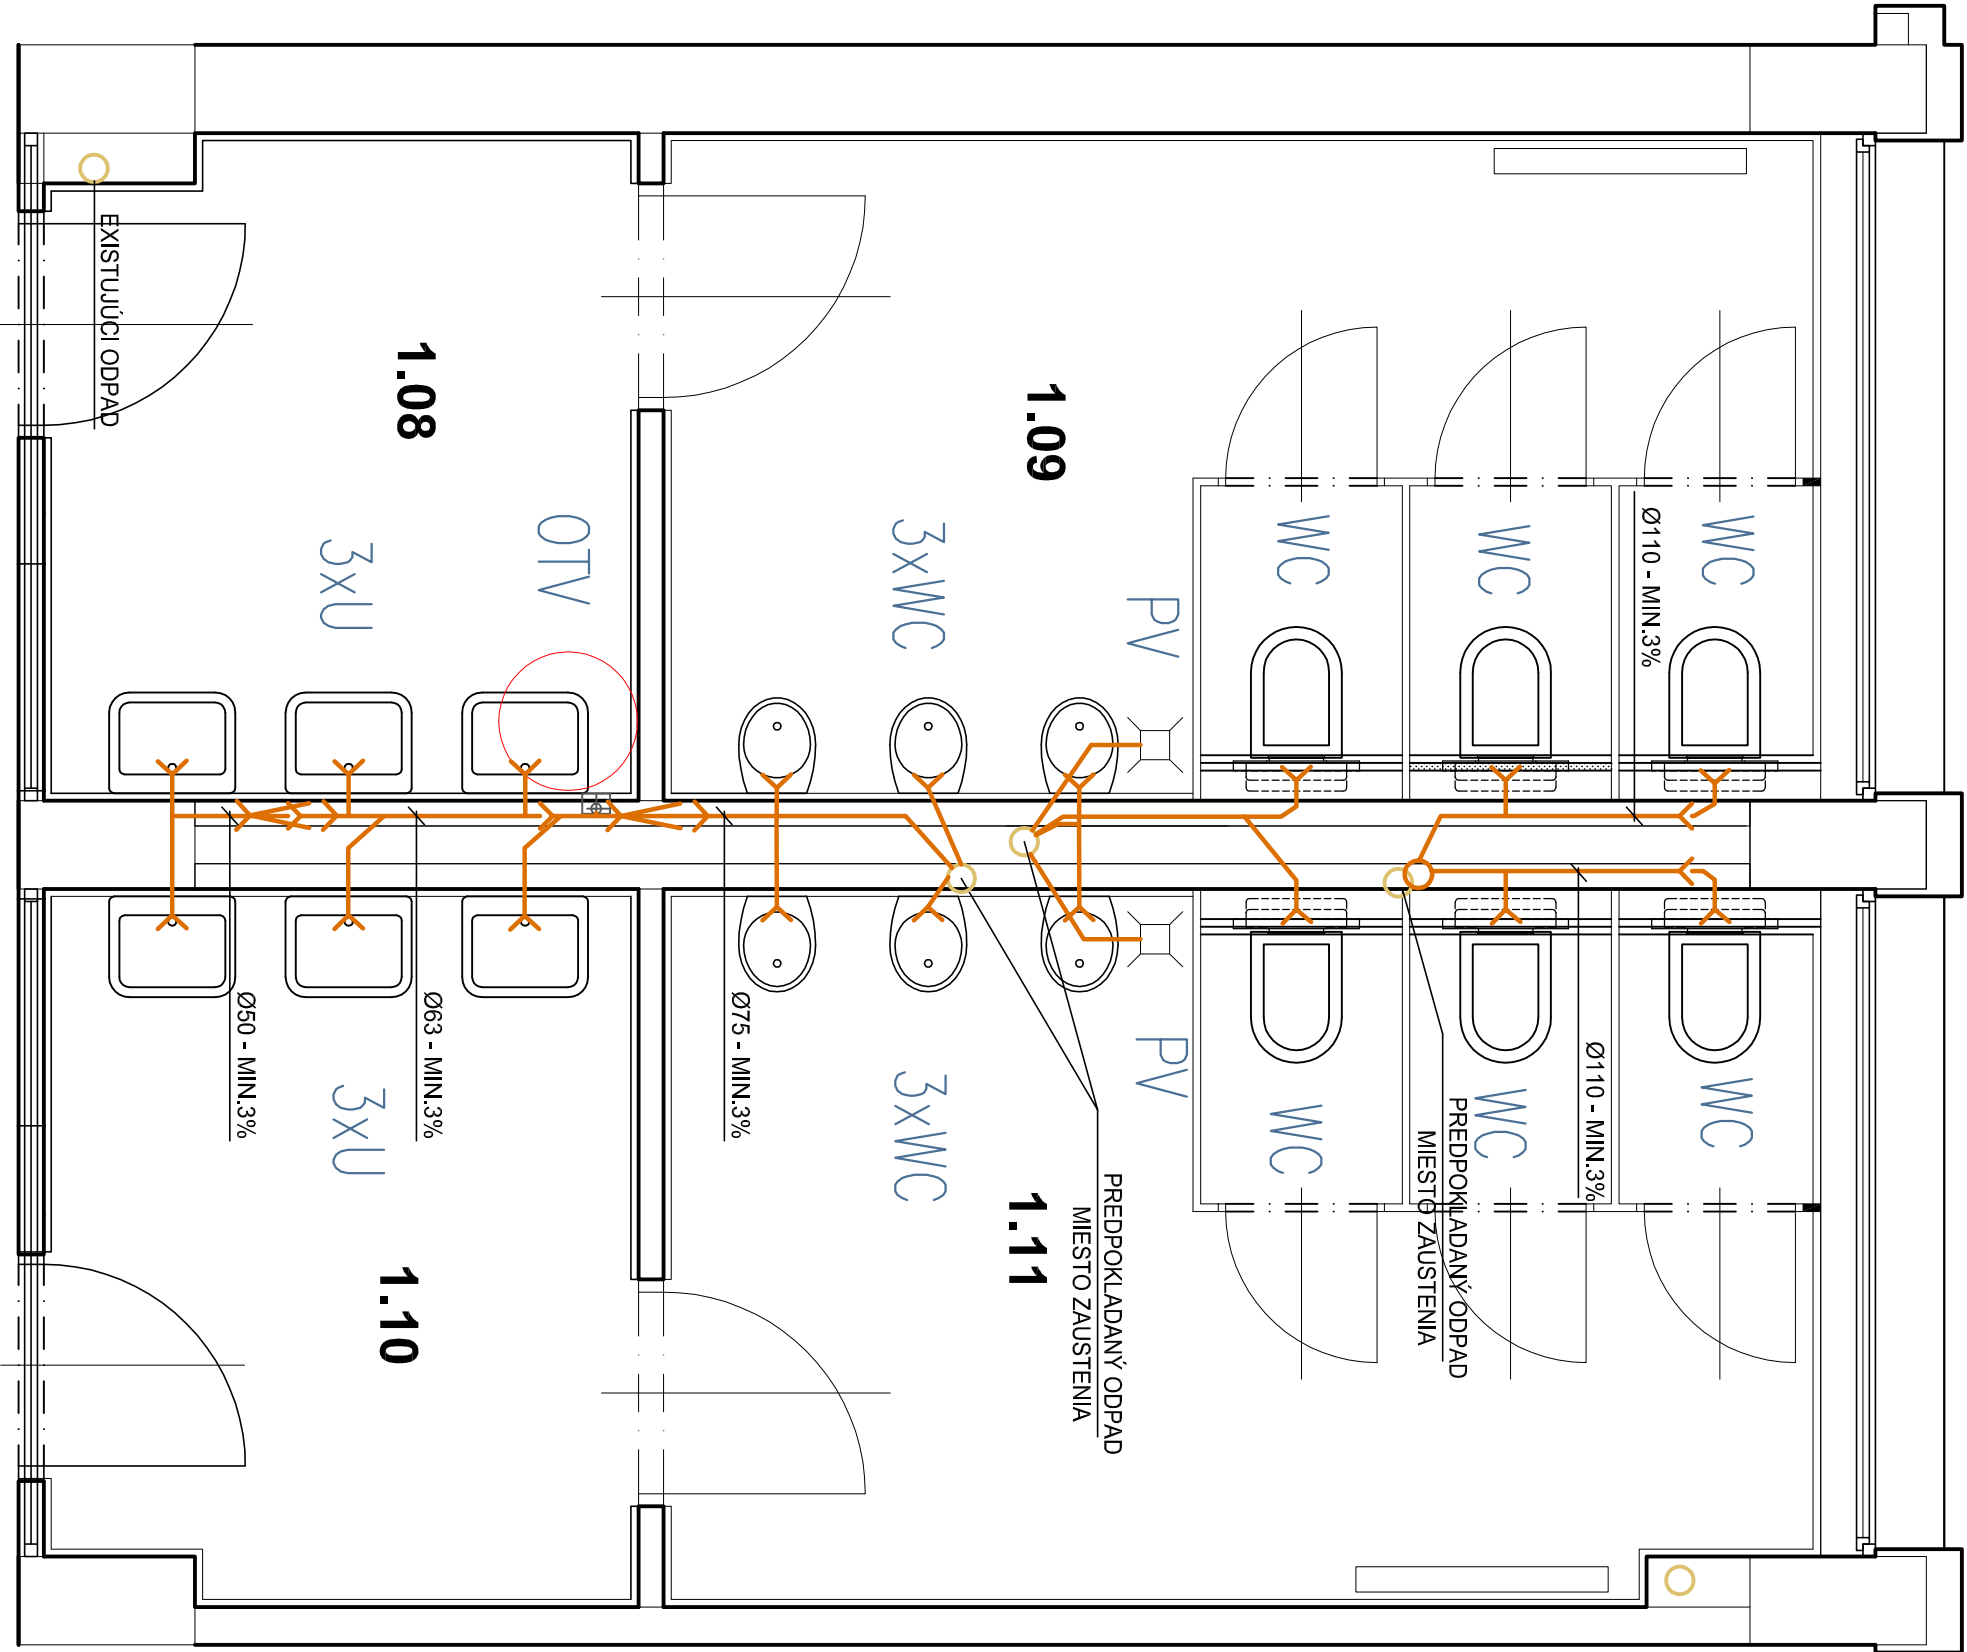 EXISTUJÚCI ODPAD
1.08
3xU
OTV
1.09
3xWC
PV
WC
WC
WC
Ø110 - MIN.3%
Ø50 - MIN.3%
Ø63 - MIN.3%
Ø75 - MIN.3%
3xU
1.10
3xWC
PV
1.11
PREDPOKLADANÝ ODPAD
MIESTO ZAUSTENIA
WC
WC
WC
Ø110 - MIN.3%
PREDPOKLADANÝ ODPAD
MIESTO ZAUSTENIA